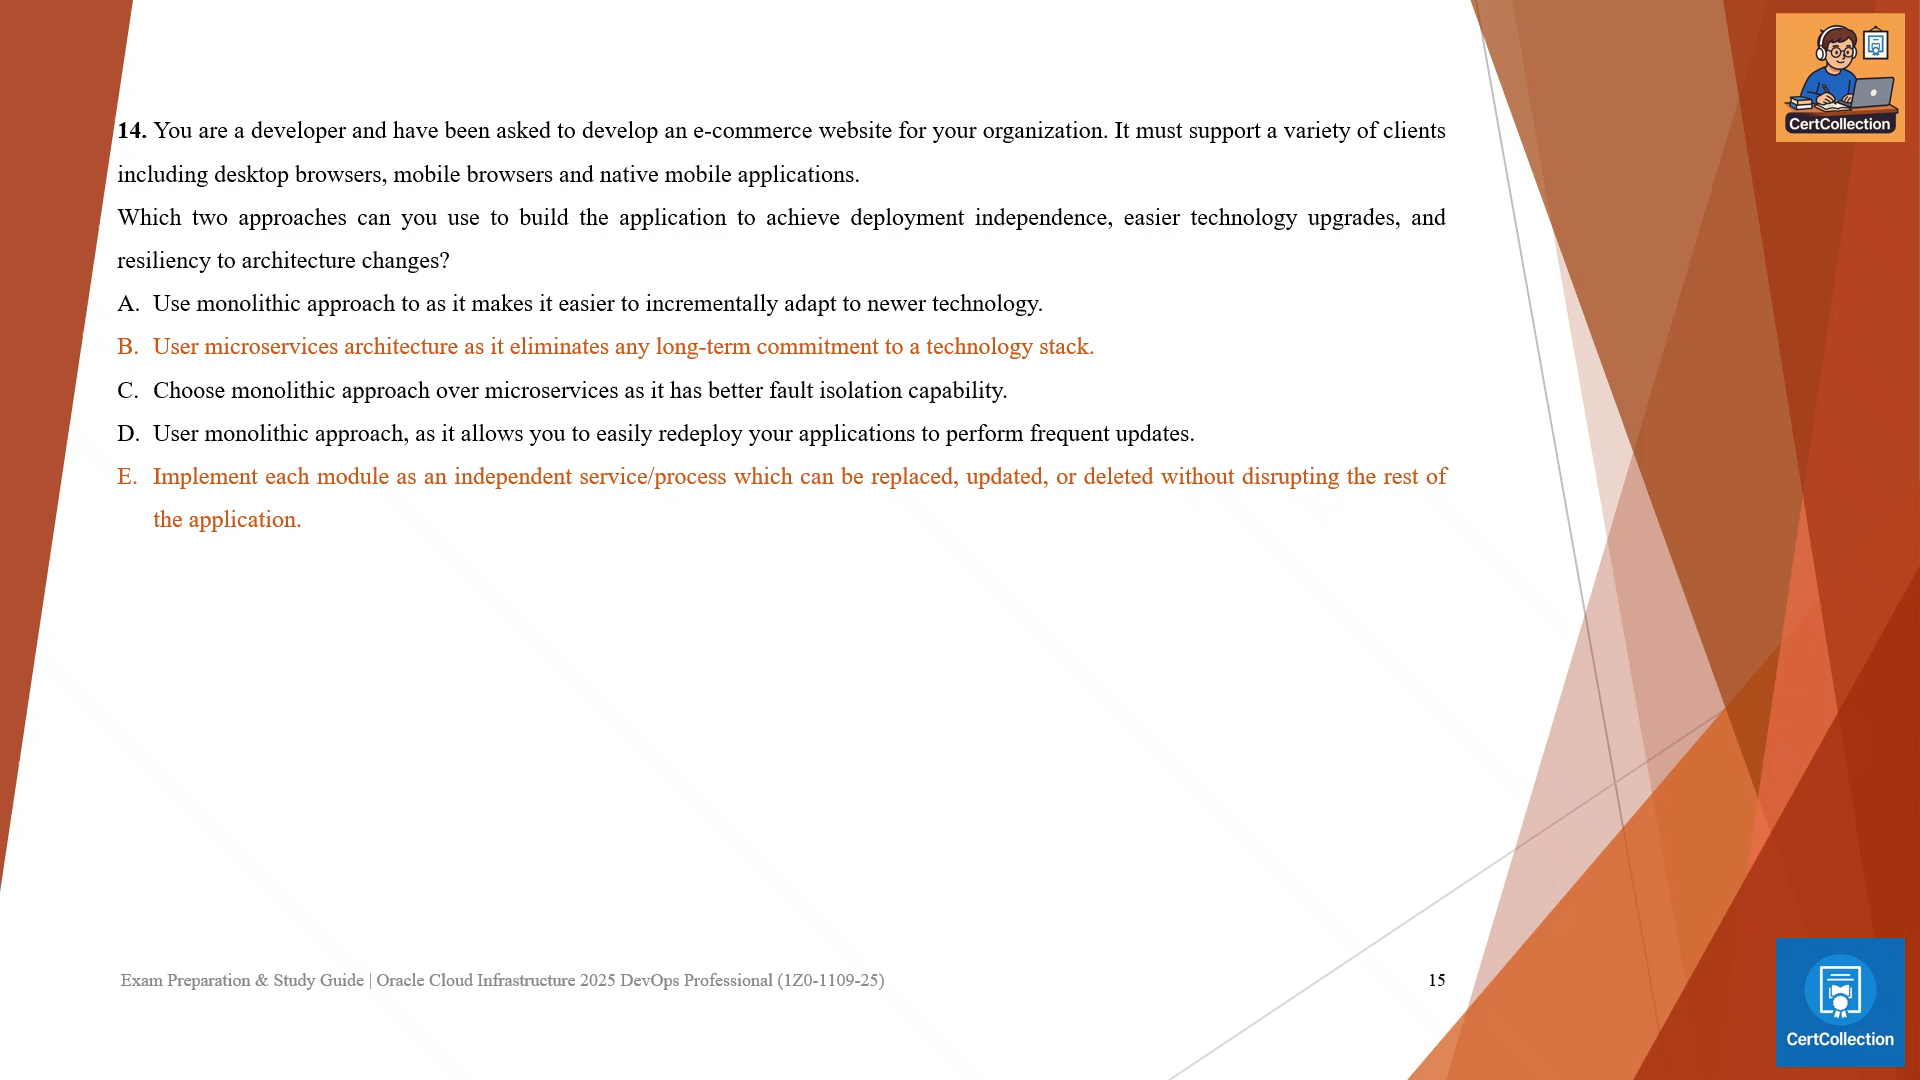 CertCollection
14. You are a developer and have been asked to develop an e-commerce website for your organization. It must support a variety of clients
including desktop browsers, mobile browsers and native mobile applications.
Which two approaches can you use to build the application to achieve deployment independence, easier technology upgrades, and
resiliency to architecture changes?
A. Use monolithic approach to as it makes it easier to incrementally adapt to newer technology.
B. User microservices architecture as it eliminates any long-term commitment to a technology stack.
C. Choose monolithic approach over microservices as it has better fault isolation capability.
D. User monolithic approach, as it allows you to easily redeploy your applications to perform frequent updates.
E. Implement each module as an independent service/process which can be replaced, updated, or deleted without disrupting the rest of
the application.
Exam Preparation & Study Guide | Oracle Cloud Infrastructure 2025 DevOps Professional (1Z0-1109-25)
15
CertCollection